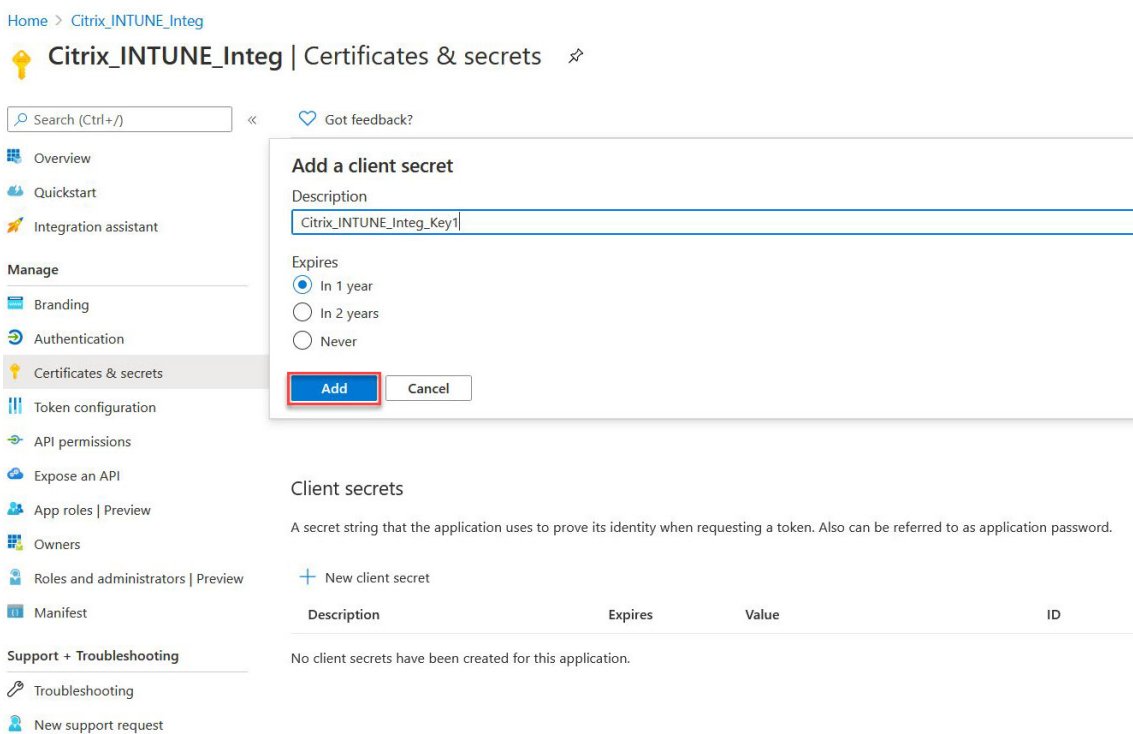 Home > Citrix_INTUNE_Integ
Citrix_INTUNE_Integ | Certificates & secrets
Search (Ctrl+/)
«
Got feedback?
Overview
Quickstart
Integration assistant
Manage
Branding
Authentication
Certificates & secrets
Token configuration
API permissions
Expose an API
App roles | Preview
Owners
Roles and administrators | Preview
Manifest
Support + Troubleshooting
Troubleshooting
New support request
Add a client secret
Description
Citrix_INTUNE_Integ_Key1
Expires
In 1 year
In 2 years
Never
Add Cancel
Client secrets
A secret string that the application uses to prove its identity when requesting a token. Also can be referred to as application password.
New client secret
Description Expires Value ID
No client secrets have been created for this application.